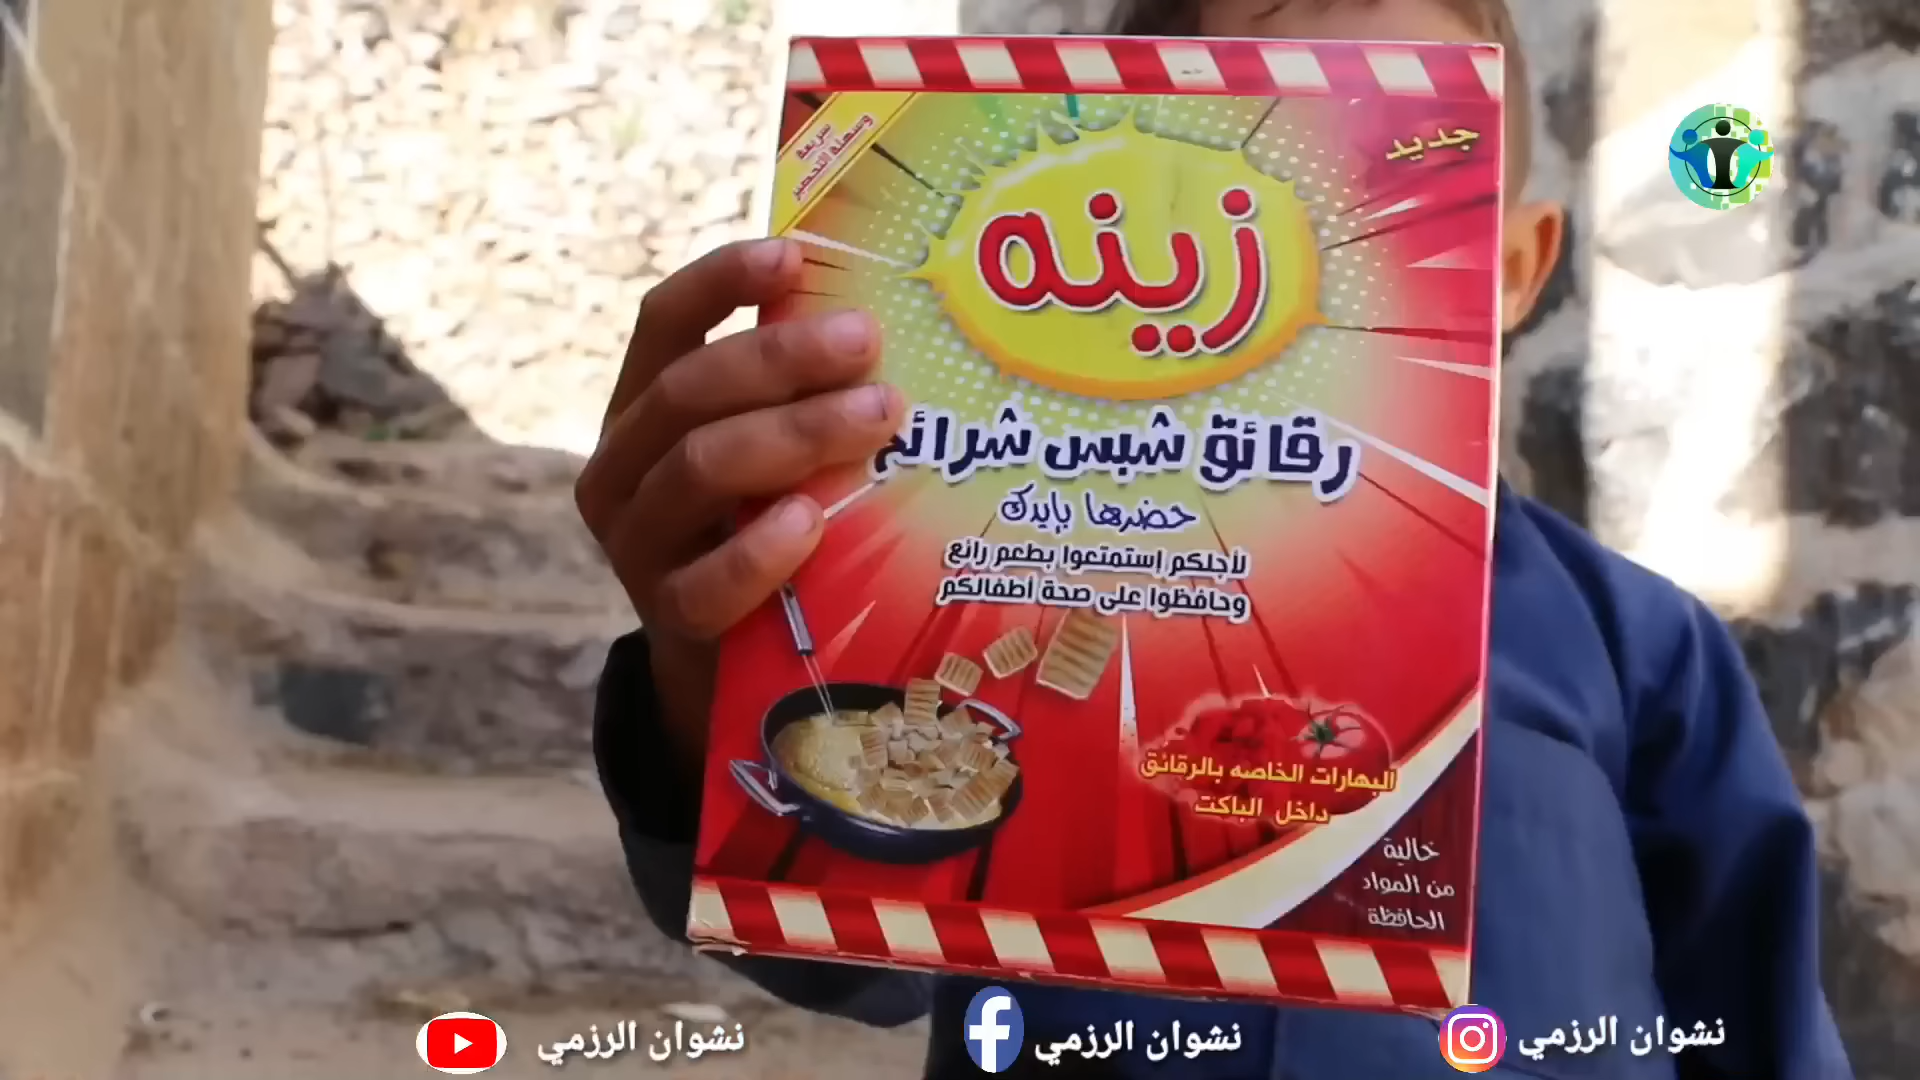 جديد
سريعة
وسهلة التحضير
زينه
رقائق شبس شرائح
حضرها بإيدك
لأجلكم إستمتعوا بطعم رائع
وحافظوا على صحة أطفالكم
البهارات الخاصه بالرقائق
داخل الباكت
خالية
من المواد
الحافظة
نشوان الرزمي
نشوان الرزمي
نشوان الرزمي